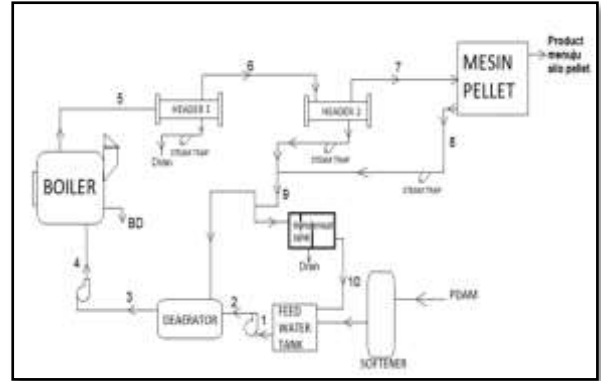 Product
menuju
silo pellet
6
7
MESIN
PELLET
5
HEADER 1
HEADER 2
STEAM TRAP
Drain
STEAM TRAP
8
STEAM TRAP
BOILER
BD
9
TANK
Drain
4
10
3
2
1
DEAERATOR
FEED
WATER
TANK
PDAM
SOFTENER